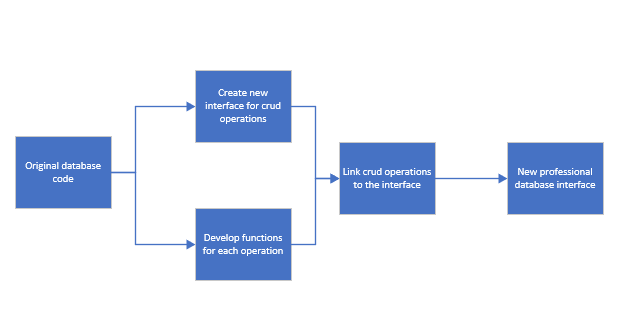 Create new
interface for crud
operations
Original database
code
Link crud operations
to the interface
New professional
database interface
Develop functions
for each operation